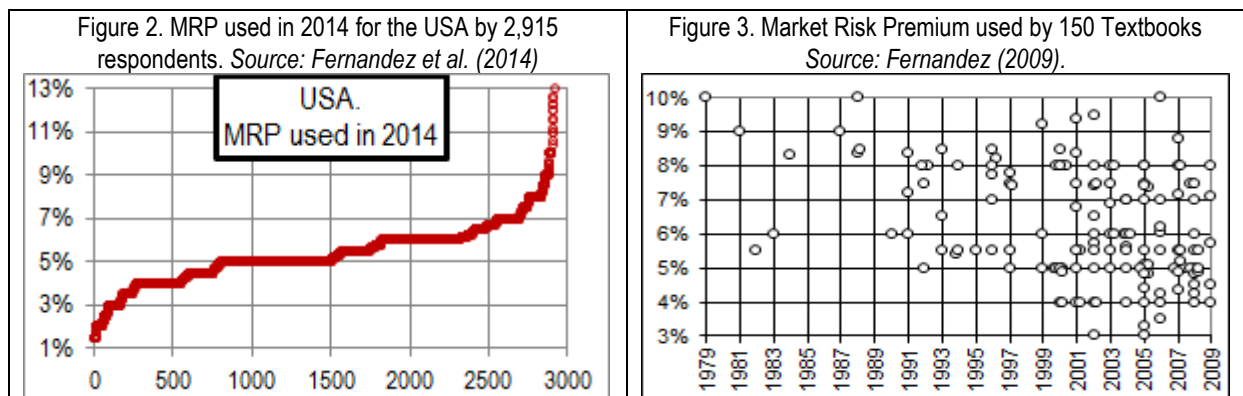 Figure 2. MRP used in 2014 for the USA by 2,915
respondents. Source: Fernandez et al. (2014)
13%
11%
9%
7%
5%
3%
1%
USA.
MRP used in 2014
0 500 1000 1500 2000 2500 3000
Figure 3. Market Risk Premium used by 150 Textbooks
Source: Fernandez (2009).
10%
9%
8%
7%
6%
5%
4%
3%
1979 1981 1983 1985 1987 1989 1991 1993 1995 1997 1999 2001 2003 2005 2007 2009